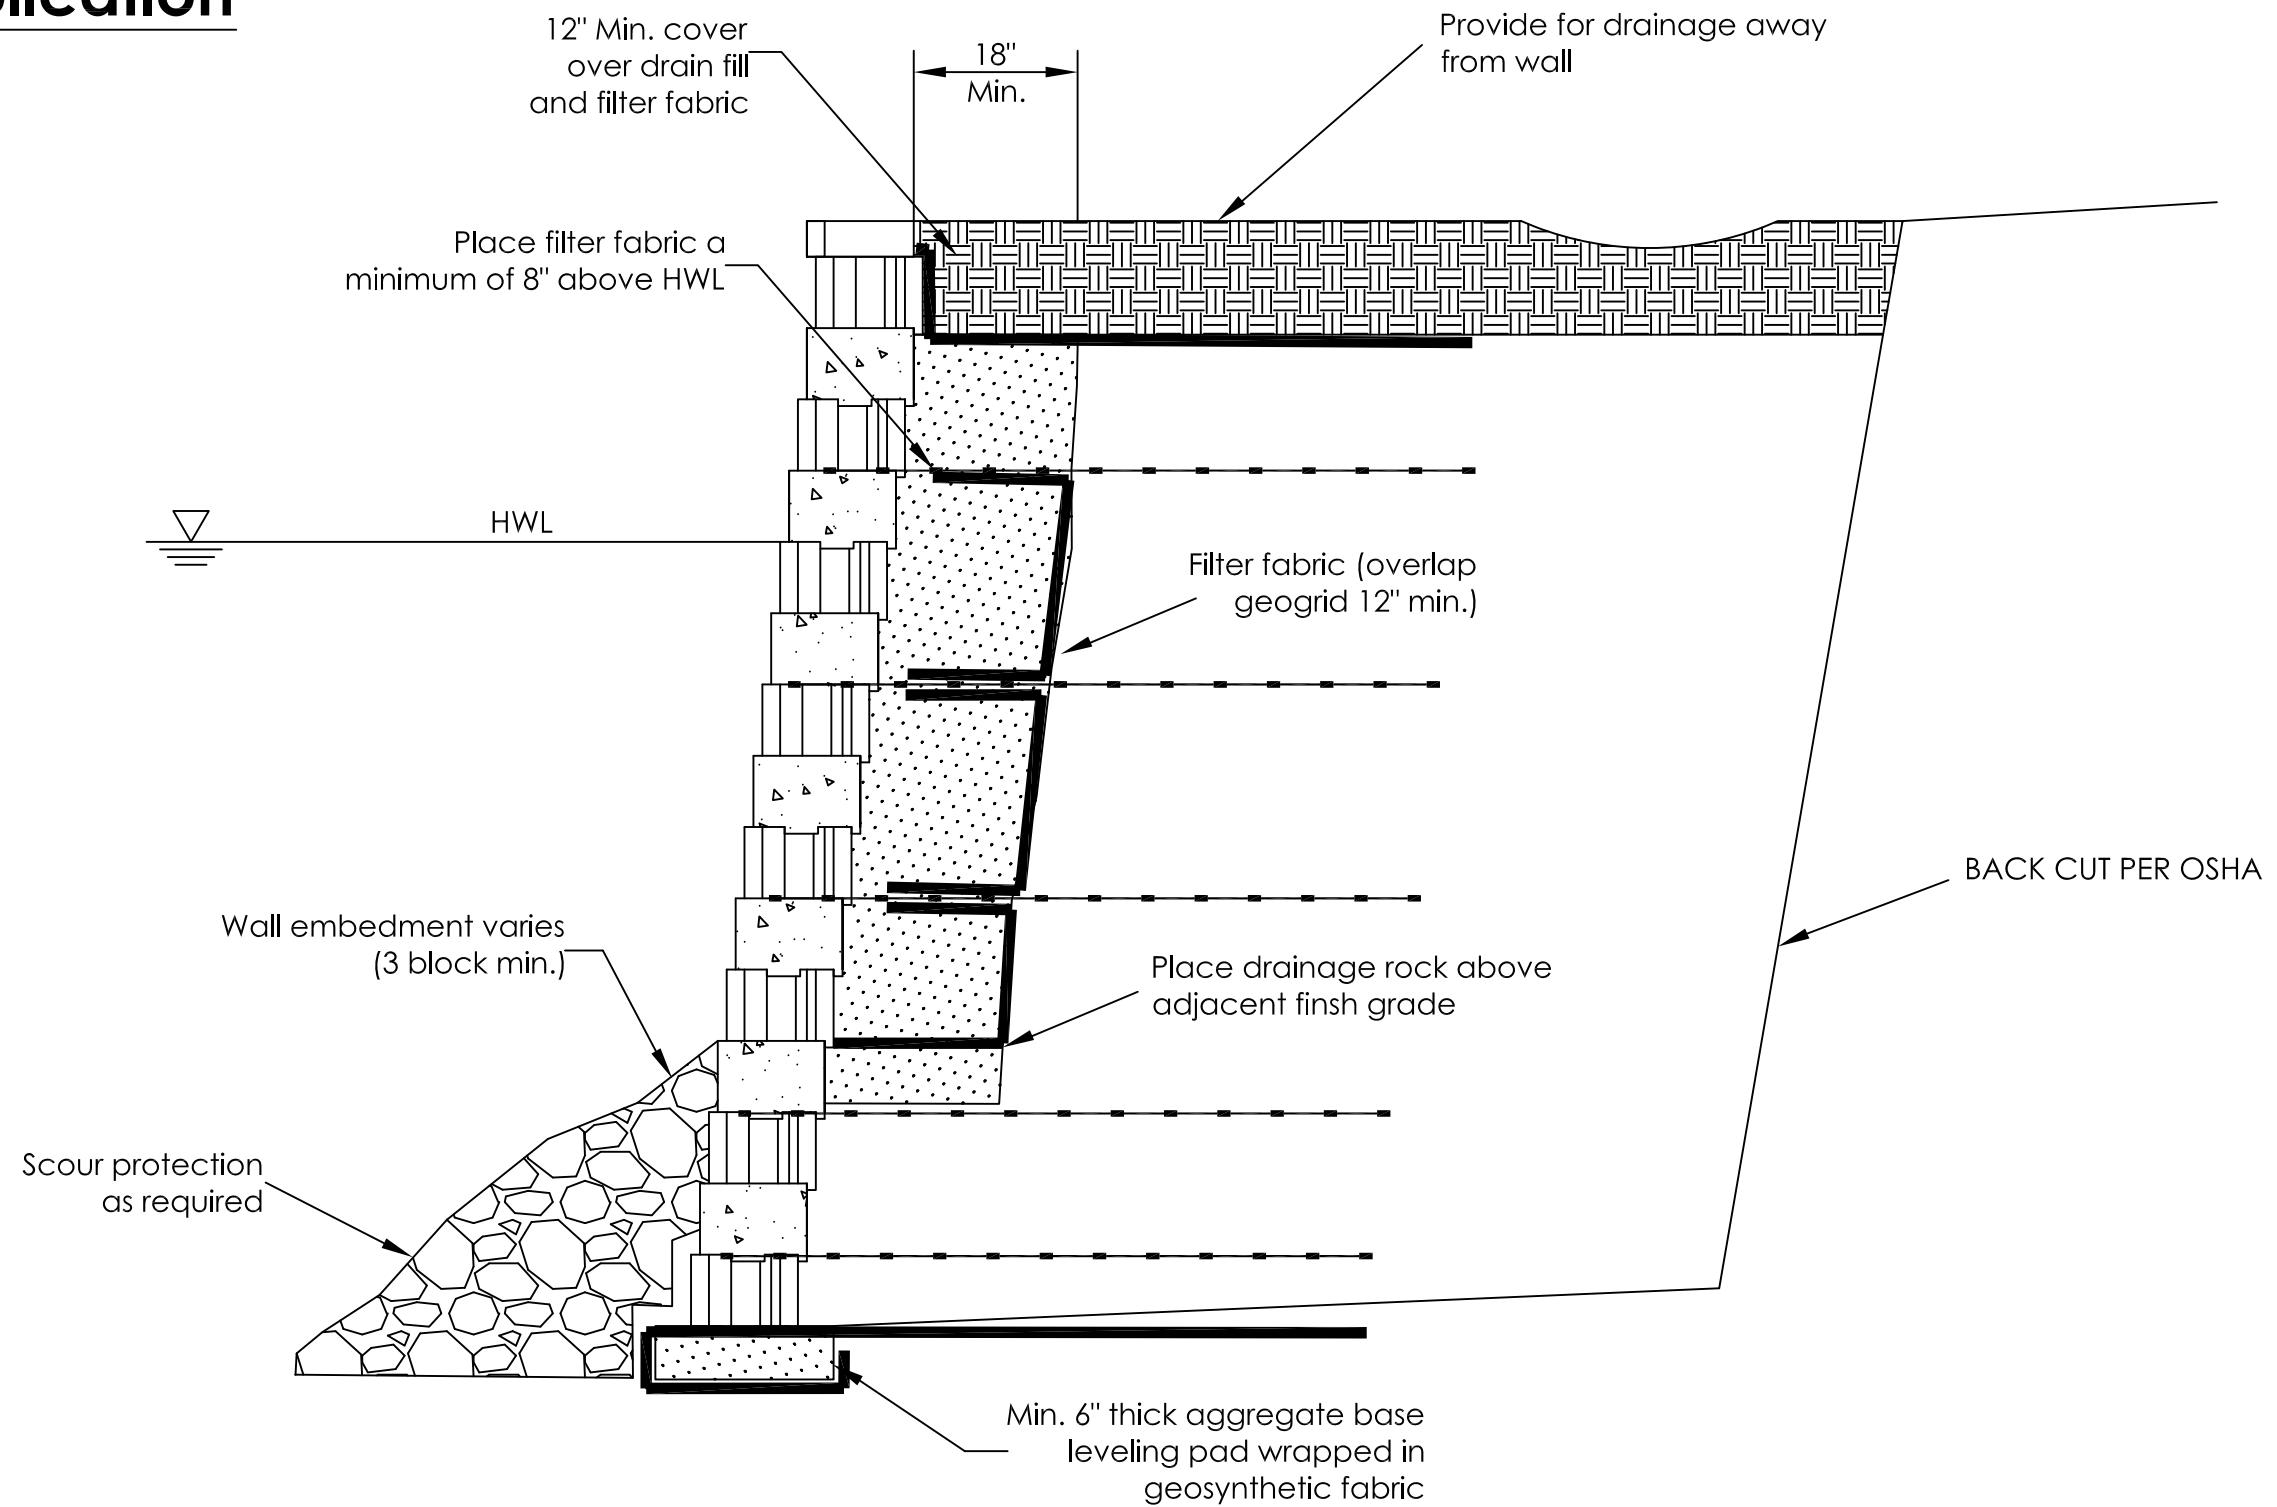 12" Min. cover
over drain fill
and filter fabric
18"
Min.
Provide for drainage away
from wall
Place filter fabric a
minimum of 8" above HWL
HWL
Filter fabric (overlap
geogrid 12" min.)
BACK CUT PER OSHA
Wall embedment varies
(3 block min.)
Place drainage rock above
adjacent finsh grade
Scour protection
as required
Min. 6" thick aggregate base
leveling pad wrapped in
geosynthetic fabric